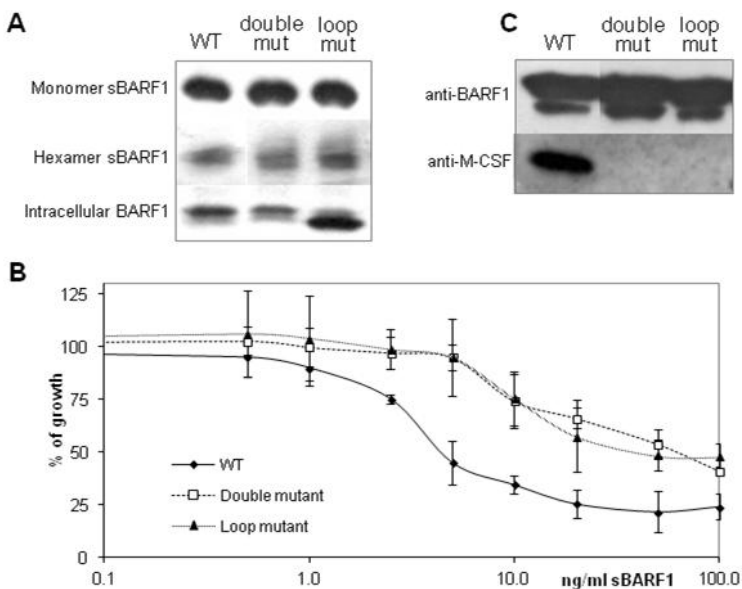 A
WT double mut loop mut
Monomer sBARF1
Hexamer sBARF1
Intracellular BARF1
C
WT double mut loop mut
anti-BARF1
anti-M-CSF
B
% of growth
125
100
75
50
25
0
WT
Double mutant
Loop mutant
0.1 1.0 10.0 ng/ml sBARF1 100.0